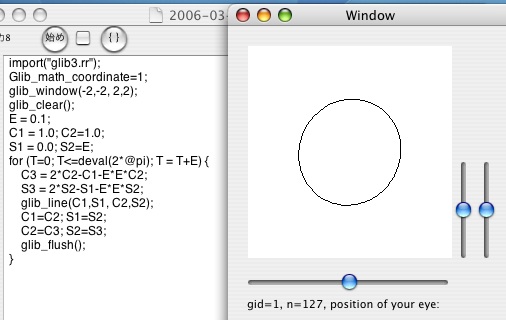 2006-03-
カ8
始め
{ }
import("glib3.rr");
Glib_math_coordinate=1;
glib_window(-2,-2, 2,2);
glib_clear();
E = 0.1;
C1 = 1.0; C2=1.0;
S1 = 0.0; S2=E;
for (T=0; T<=deval(2*@pi); T = T+E) {
C3 = 2*C2-C1-E*E*C2;
S3 = 2*S2-S1-E*E*S2;
glib_line(C1,S1, C2,S2);
C1=C2; S1=S2;
C2=C3; S2=S3;
glib_flush();
}
Window
gid=1, n=127, position of your eye: